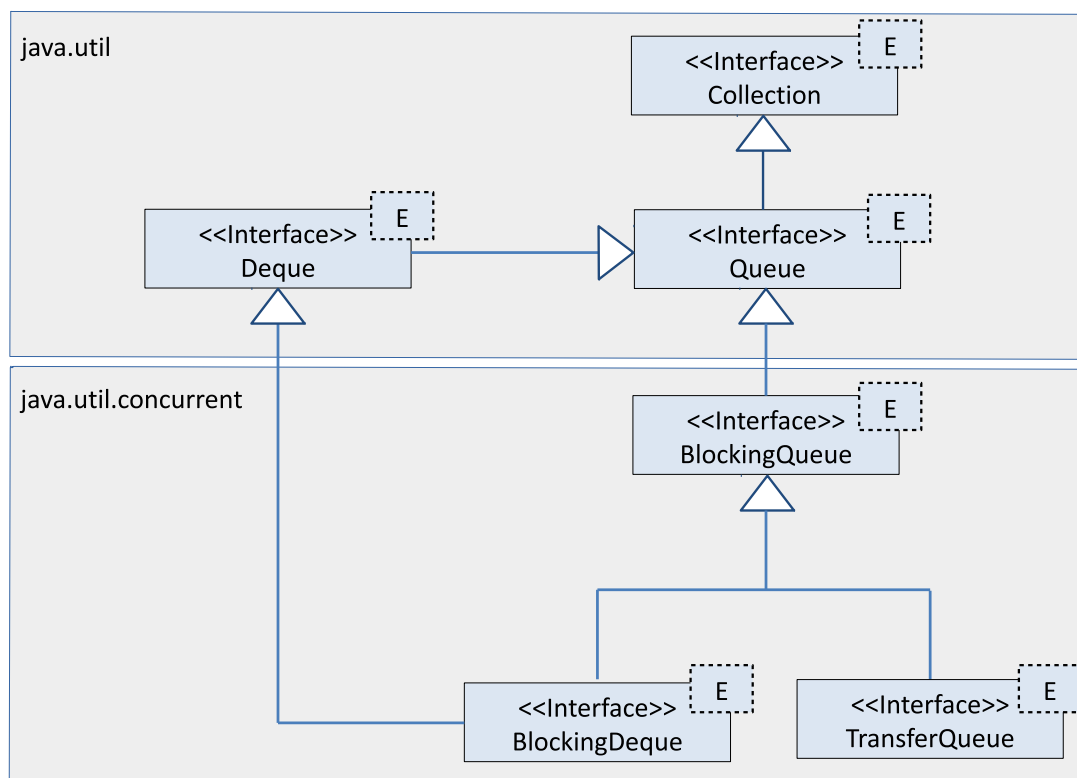 java.util
E
<<Interface>>
Collection
E
<<Interface>>
Deque
E
<<Interface>>
Queue
java.util.concurrent
E
<<Interface>>
BlockingQueue
E
<<Interface>>
BlockingDeque
E
<<Interface>>
TransferQueue